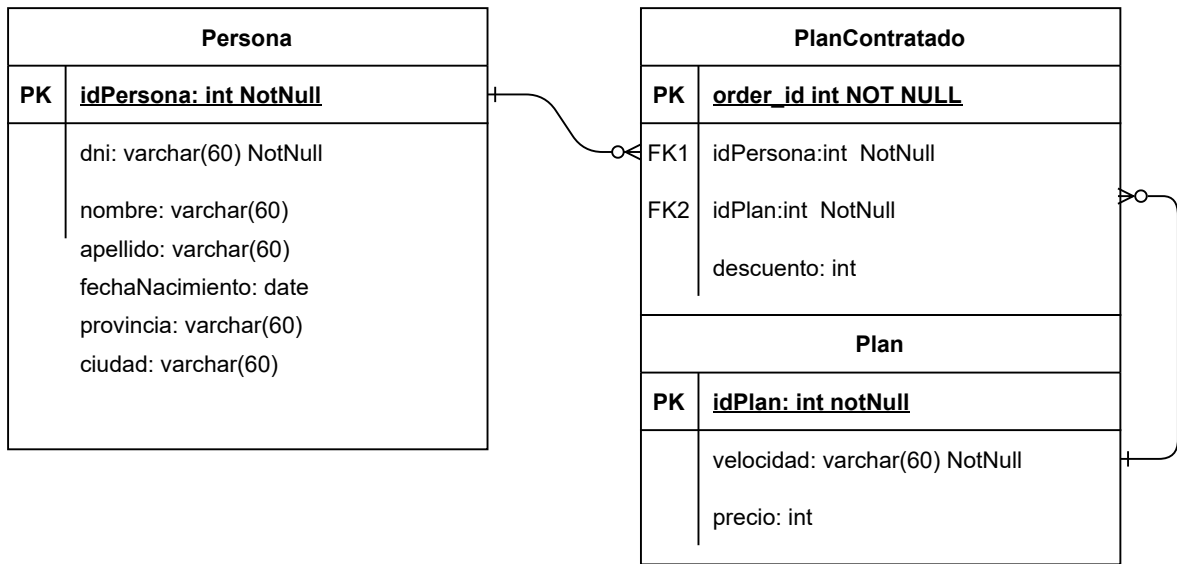 Persona
PK idPersona: int NotNull
dni: varchar(60) NotNull
nombre: varchar(60)
apellido: varchar(60)
fechaNacimiento: date
provincia: varchar(60)
ciudad: varchar(60)
PlanContratado
PK order_id int NOT NULL
FK1 idPersona:int NotNull
FK2 idPlan:int NotNull
descuento: int
Plan
PK idPlan: int notNull
velocidad: varchar(60) NotNull
precio: int